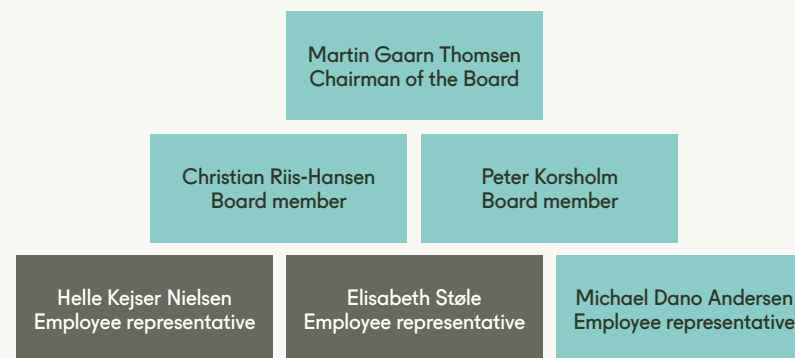 Martin Gaarn Thomsen
Chairman of the Board
Christian Riis-Hansen
Board member
Peter Korsholm
Board member
Helle Kejser Nielsen
Employee representative
Elisabeth Støle
Employee representative
Michael Dano Andersen
Employee representative